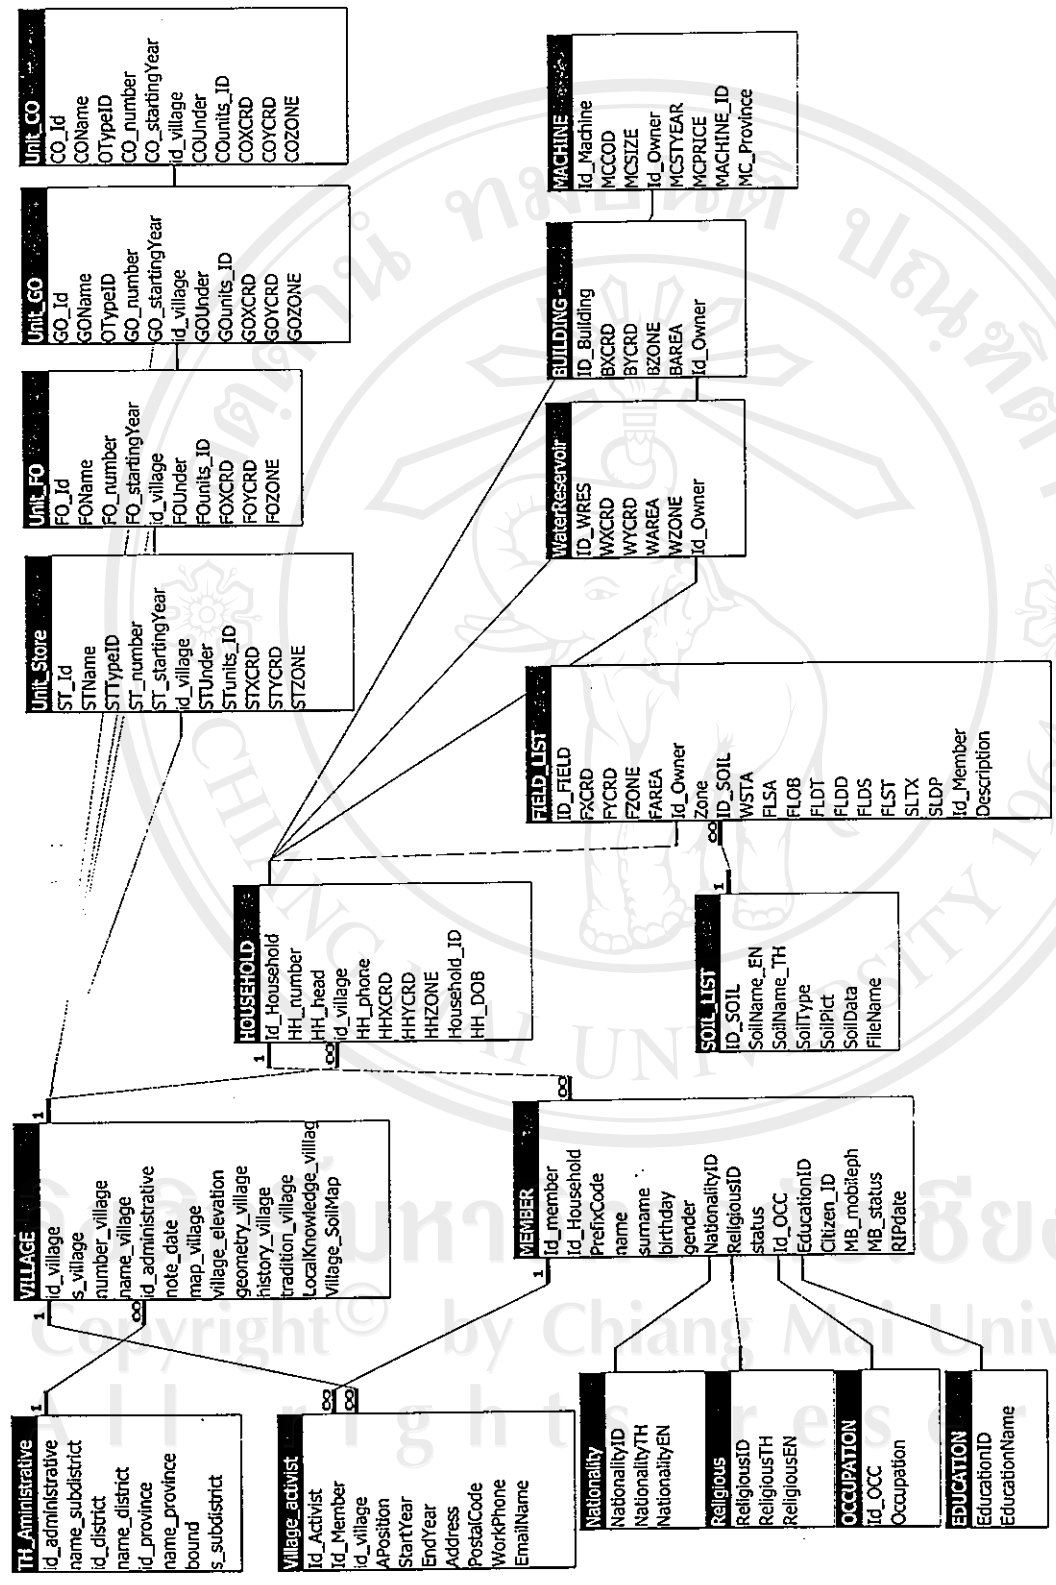 TH_Aministrative
id_administrative
name_subdistrict
id_district
name_district
id_province
name_province
bound
s_subdistrict
Village_activist
Id_Activist
Id_Member
id_village
APosition
StartYear
EndYear
Address
PostalCode
WorkPhone
EmailName
Nationality
NationalityID
NationalityTH
NationalityEN
Religious
ReligiousID
ReligiousTH
ReligiousEN
OCCUPATION
Id_OCC
Occupation
EDUCATION
EducationID
EducationName
VILLAGE
id_village
s_village
number_village
name_village
id_administrative
note_date
map_village
village_elevation
geometry_village
history_village
tradition_village
LocalKnowledge_villag
Village_SoilMap
MEMBER
Id_member
Id_Household
PrefixCode
name
surname
birthday
gender
NationalityID
ReligiousID
status
Id_OCC
EducationID
Citizen_ID
MB_mobileph
MB_status
RIPdate
HOUSEHOLD
Id_Household
HH_number
HH_head
id_village
HH_phone
HHXCRD
HHYCRD
HHZONE
Household_ID
HH_DOB
SOIL_LIST
ID_SOIL
SoilName_EN
SoilName_TH
SoilType
SoilPict
SoilData
FileName
Unit_Store
ST_Id
STName
STTypeID
ST_number
ST_startingYear
id_village
STUnder
STunits_ID
STXCRD
STYCRD
STZONE
FIELD_LIST
ID_FIELD
FXCRD
FYCRD
FZONE
FAREA
Id_Owner
Zone
ID_SOIL
WSTA
FLSA
FLOB
FLDT
FLDD
FLDS
FLST
SLTX
SLDP
Id_Member
Description
Unit_FO
FO_Id
FOName
FO_number
FO_startingYear
id_village
FOUnder
FOunits_ID
FOXCRD
FOYCRD
FOZONE
WaterReservoir
ID_WRES
WXCRD
WYCRD
WAREA
WZONE
Id_Owner
Unit_GO
GO_Id
GOName
OTypeID
GO_number
GO_startingYear
id_village
GOUnder
GOunits_ID
GOXCRD
GOYCRD
GOZONE
BUILDING
ID_Building
BXCRD
BYCRD
BZONE
BAREA
Id_Owner
Unit_CO
CO_Id
COName
OTypeID
CO_number
CO_startingYear
id_village
COUnder
COunits_ID
COXCRD
COYCRD
COZONE
MACHINE
Id_Machine
MCCOD
MCSIZE
Id_Owner
MCSTYEAR
MCPRICE
MACHINE_ID
MC_Province
1
∞
1
∞
∞
1
1
1
∞
∞
1
∞
CHIANG MAI UNIVERSITY 1964
Copyright© by Chiang Mai Univ
All rights reser